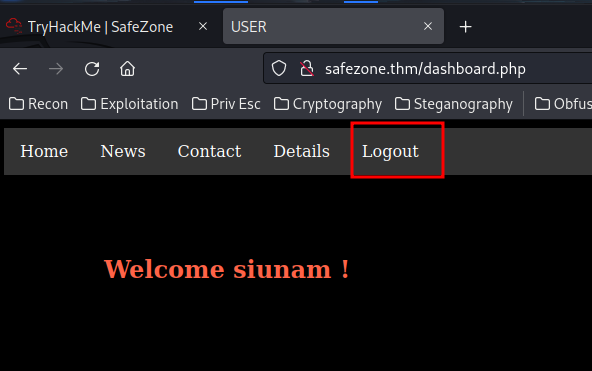 TryHackMe | SafeZone USER
safezone.thm/dashboard.php
Recon Exploitation Priv Esc Cryptography Steganography Obfus
Home News Contact Details Logout
Welcome siunam !